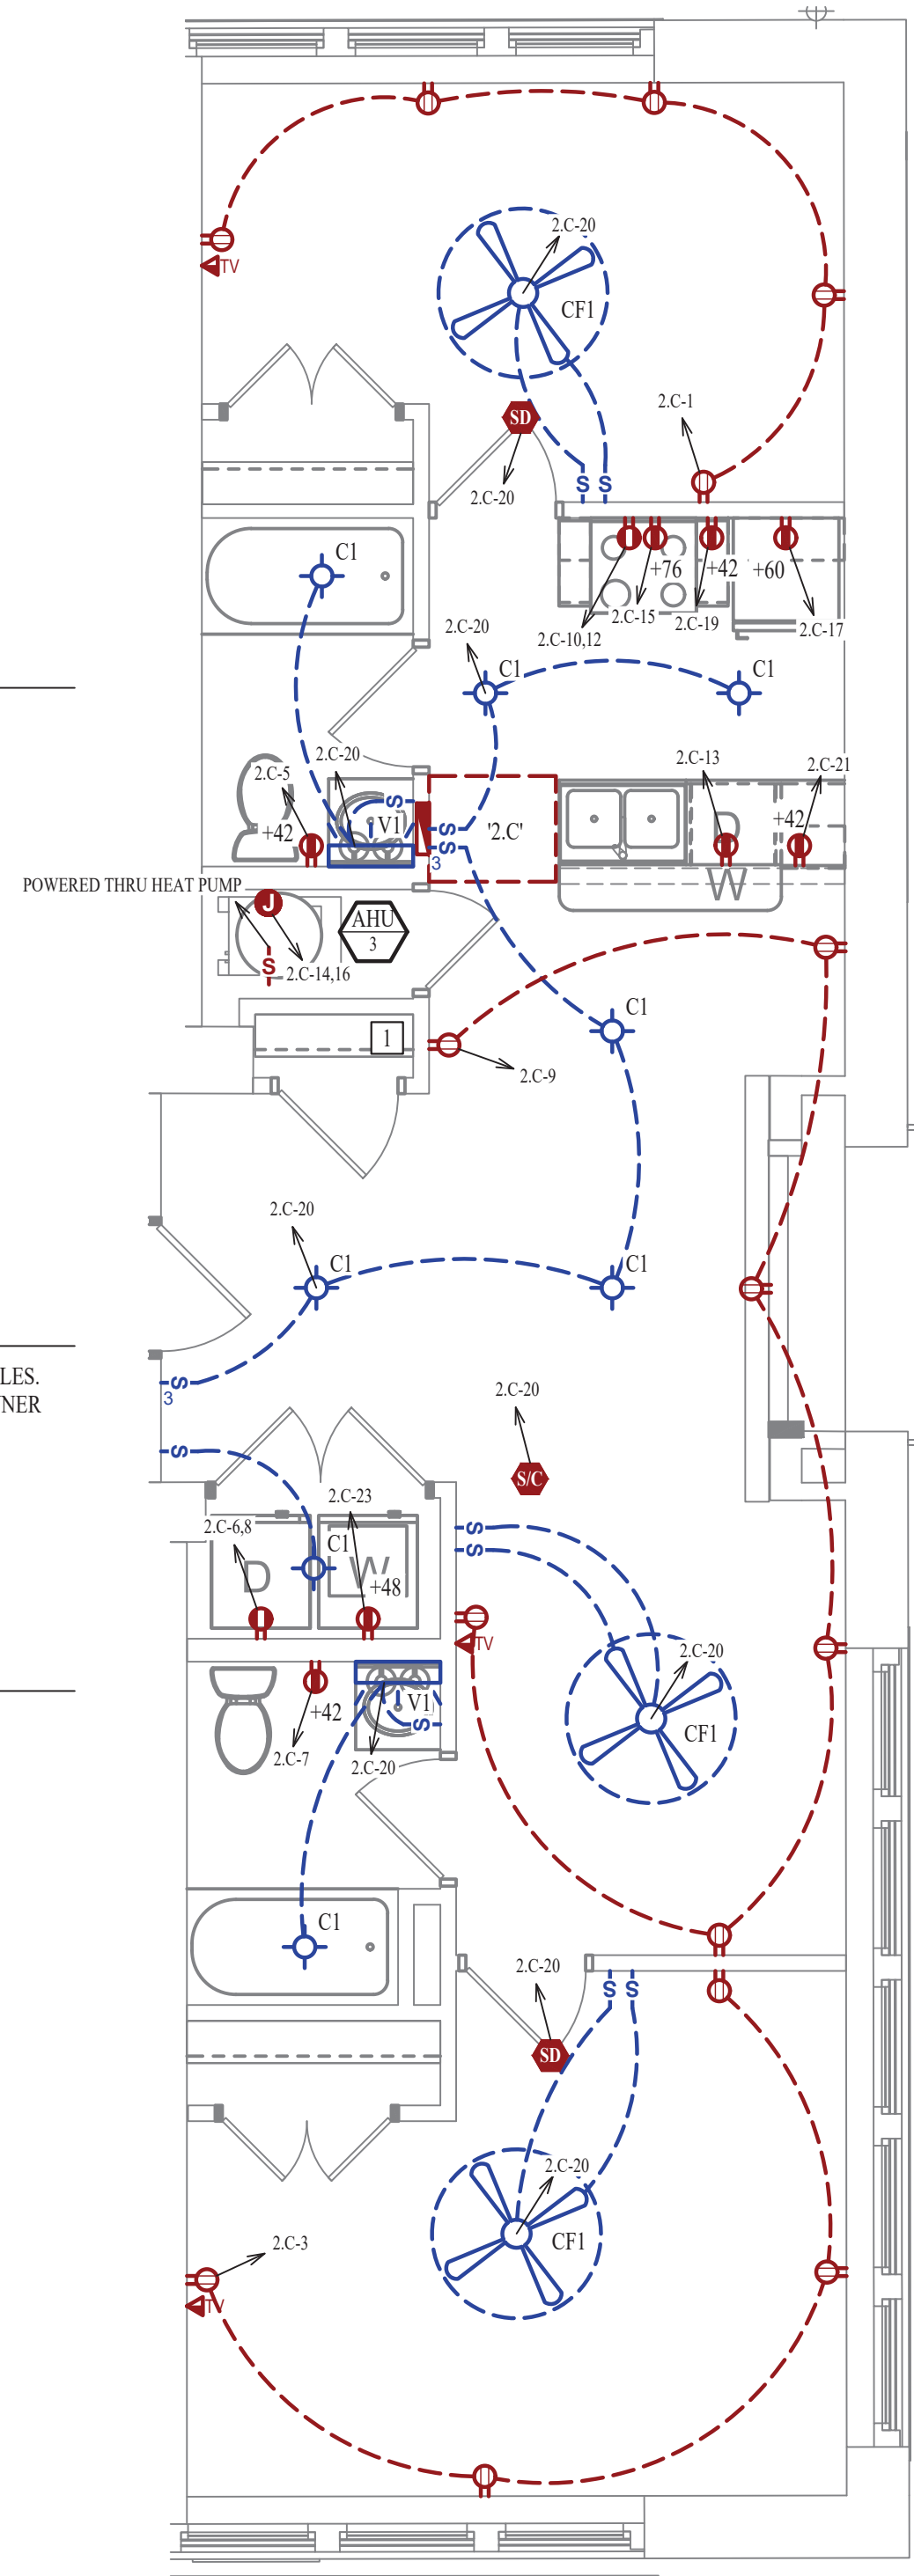 2.C-20
CF1
TV
2.C-1
SD
2.C-20
S S
C1
+76
+42
+60
2.C-15
2.C-19
2.C-17
2.C-10,12
2.C-20
C1
C1
2.C-20
2.C-5
2.C-13
2.C-21
S
+42
V1
S
'2.C'
D
+42
S
3
W
POWERED THRU HEAT PUMP
J
AHU
3
S
2.C-14,16
C1
1
2.C-9
2.C-20
C1
C1
LES.
NER
S
3
2.C-20
S
S/C
2.C-23
2.C-6,8
S
C1
S
D
W
+48
TV
2.C-20
V1
+42
S
CF1
2.C-7
2.C-20
C1
2.C-20
S S
SD
2.C-20
CF1
2.C-3
TV